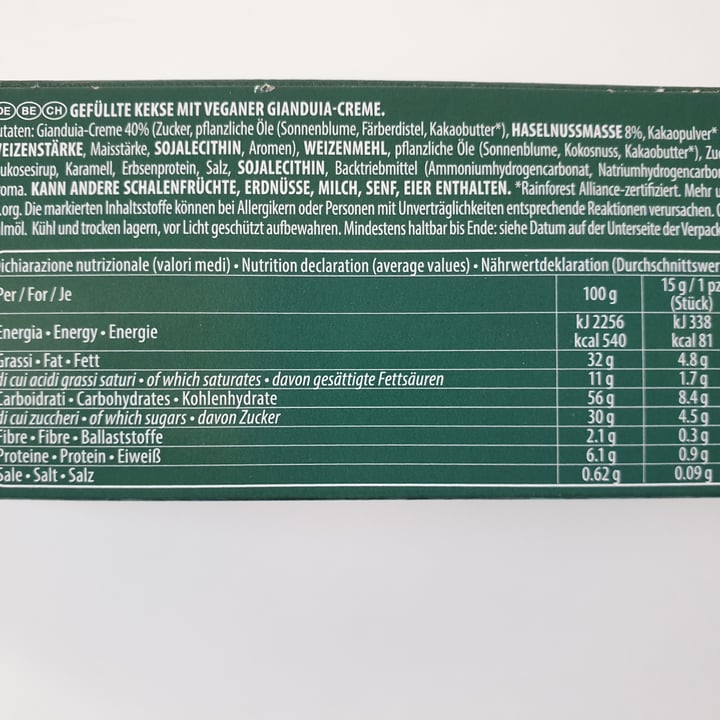 DE BE CH GEFÜLLTE KEKSE MIT VEGANER GIANDUIA-CREME.
utaten: Gianduia-Creme 40% (Zucker, pflanzliche Öle (Sonnenblume, Färberdistel, Kakaobutter*), HASELNUSSMASSE 8%, Kakaopulver*
EIZENSTÄRKE, Maisstärke, SOJALECITHIN, Aromen), WEIZENMEHL, pflanzliche Öle (Sonnenblume, Kokosnuss, Kakaobutter*), Zu
ukosesirup, Karamell, Erbsenprotein, Salz, SOJALECITHIN, Backtriebmittel (Ammoniumhydrogencarbonat, Natriumhydrogencarbo
roma. KANN ANDERE SCHALENFRÜCHTE, ERDNÜSSE, MILCH, SENF, EIER ENTHALTEN. *Rainforest Alliance-zertifiziert. Mehr u
.org. Die markierten Inhaltsstoffe können bei Allergikern oder Personen mit Unverträglichkeiten entsprechende Reaktionen verursachen.
lmöl. Kühl und trocken lagern, vor Licht geschützt aufbewahren. Mindestens haltbar bis Ende: siehe Datum auf der Unterseite der Verpack
ichiarazione nutrizionale (valori medi) • Nutrition declaration (average values) • Nährwertdeklaration (Durchschnittswer
Per / For / Je 100 g 15 g / 1 pz
(Stück)
Energia • Energy • Energie kJ 2256 kJ 338
kcal 540 kcal 81
Grassi • Fat • Fett 32 g 4.8 g
di cui acidi grassi saturi • of which saturates • davon gesättigte Fettsäuren 11 g 1.7 g
Carboidrati • Carbohydrates • Kohlenhydrate 56 g 8.4 g
di cui zuccheri • of which sugars • davon Zucker 30 g 4.5 g
Fibre • Fibre • Ballaststoffe 2.1 g 0.3 g
Proteine • Protein • Eiweiß 6.1 g 0.9 g
Sale • Salt • Salz 0.62 g 0.09 g